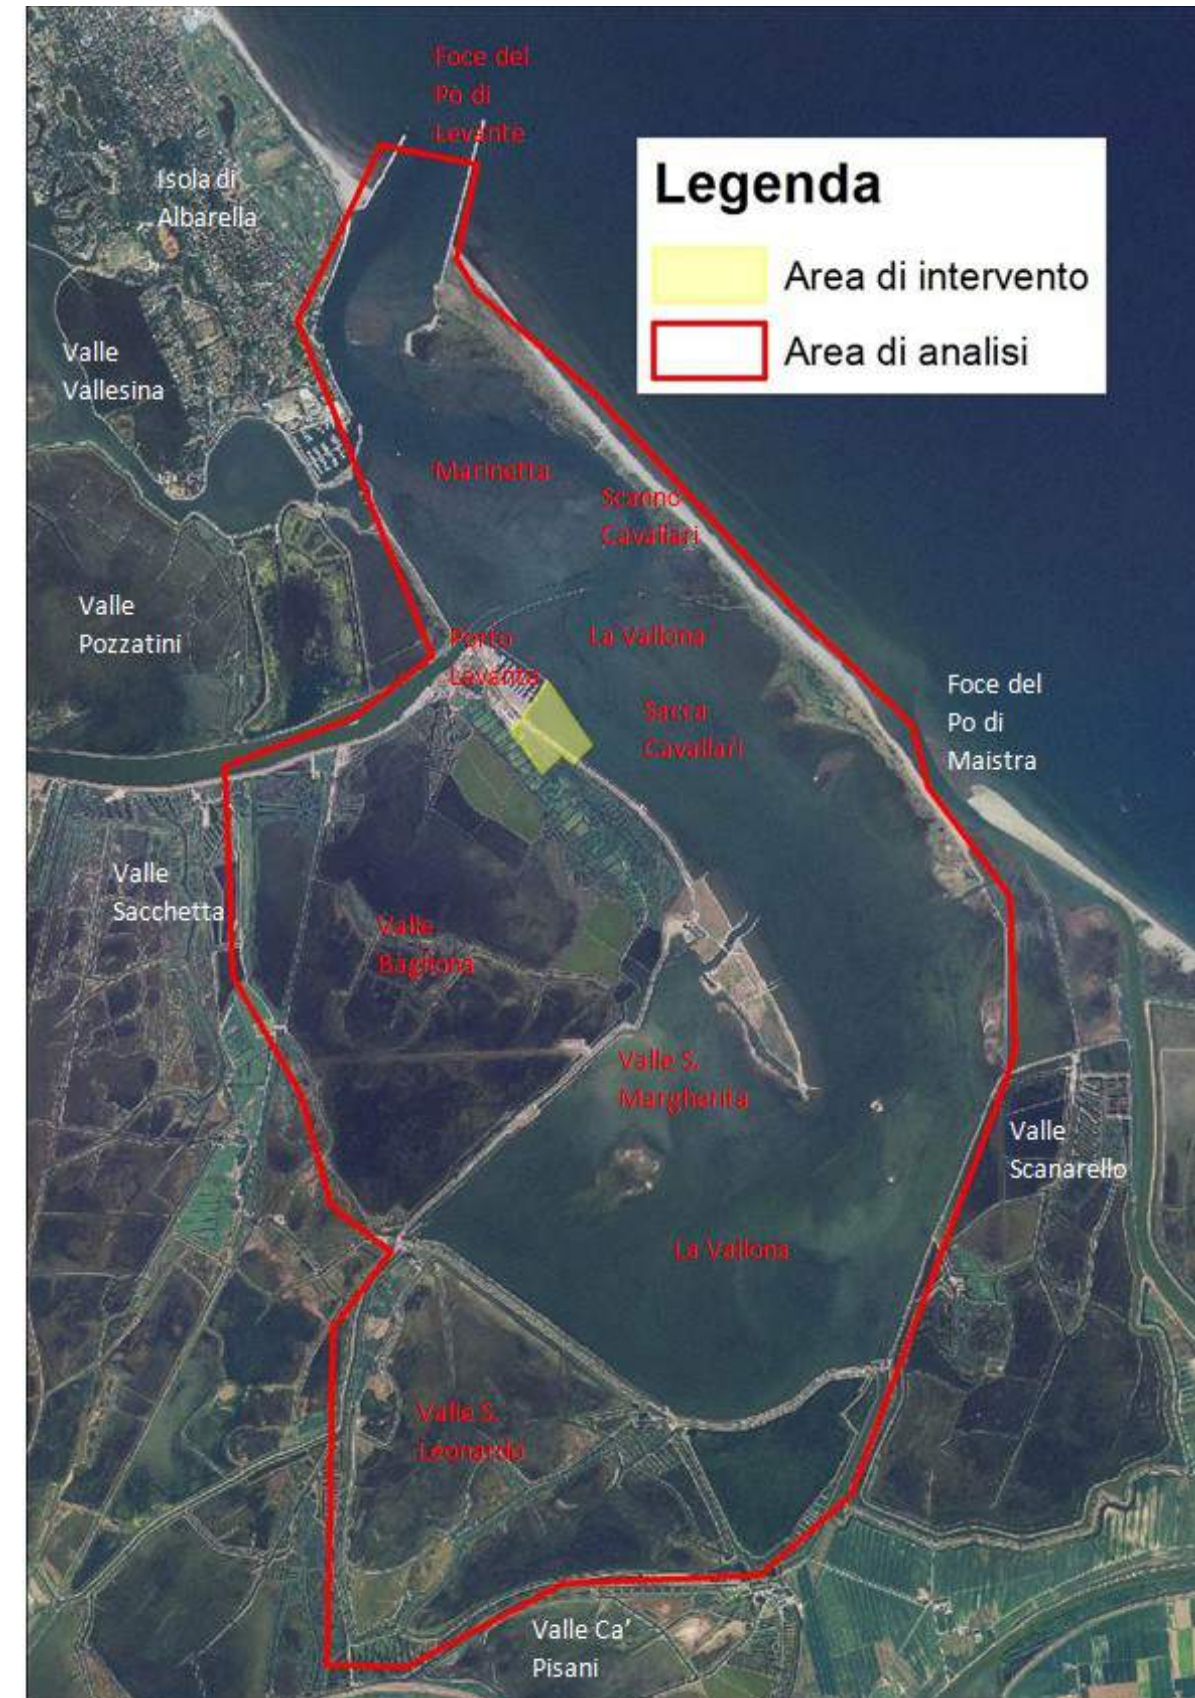 Foce del
Po di
Levante
Legenda
Area di intervento
Area di analisi
Isola di
Albarella
Valle
Vallesina
Marinetta
Scanno
Cavallari
Valle
Pozzatini
Porto
Levante
La Vallona
Sacca
Cavallari
Foce del
Po di
Maistra
Valle
Sacchetta
Valle
Bagliona
Valle S.
Margherita
Valle
Scanarello
La Vallona
Valle S.
Leonardo
Valle Ca’
Pisani